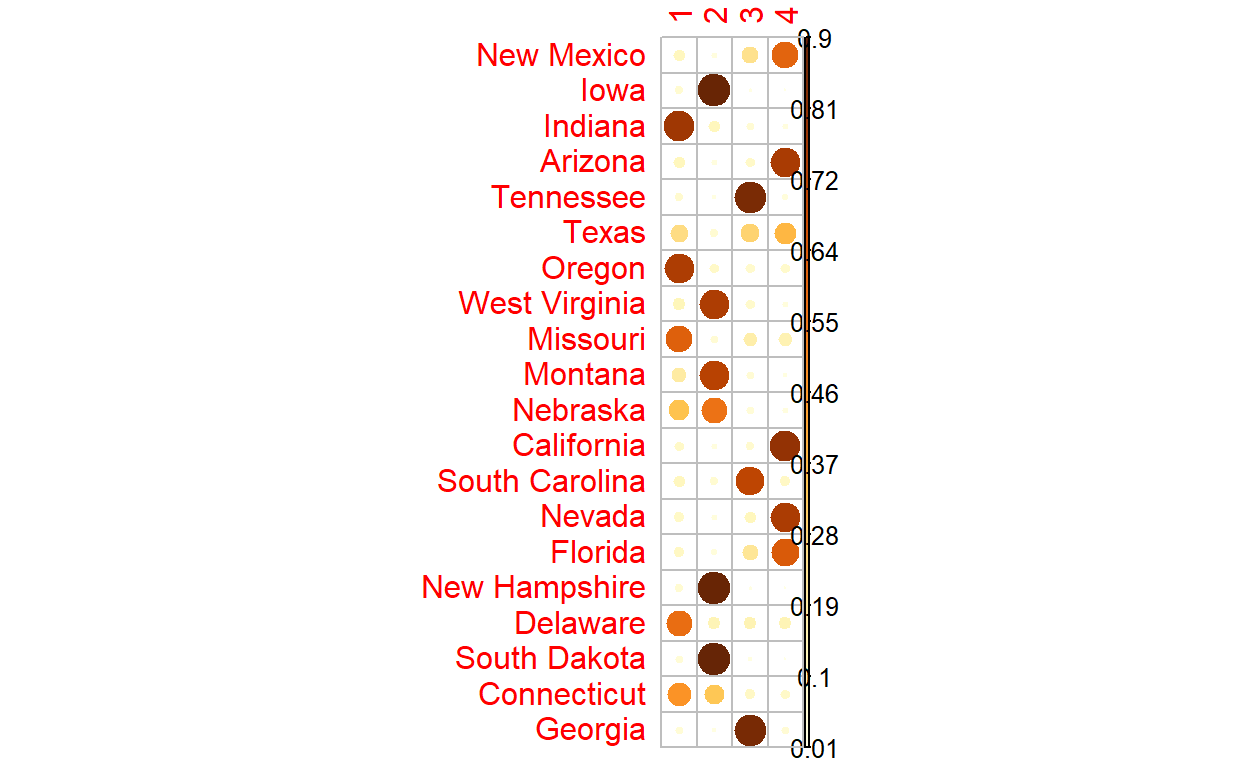 1 2 3 4
0.9
New Mexico
Iowa
0.81
Indiana
Arizona
0.72
Tennessee
Texas
0.64
Oregon
West Virginia
0.55
Missouri
Montana
0.46
Nebraska
California
0.37
South Carolina
Nevada
0.28
Florida
New Hampshire
0.19
Delaware
South Dakota
0.1
Connecticut
Georgia
0.01